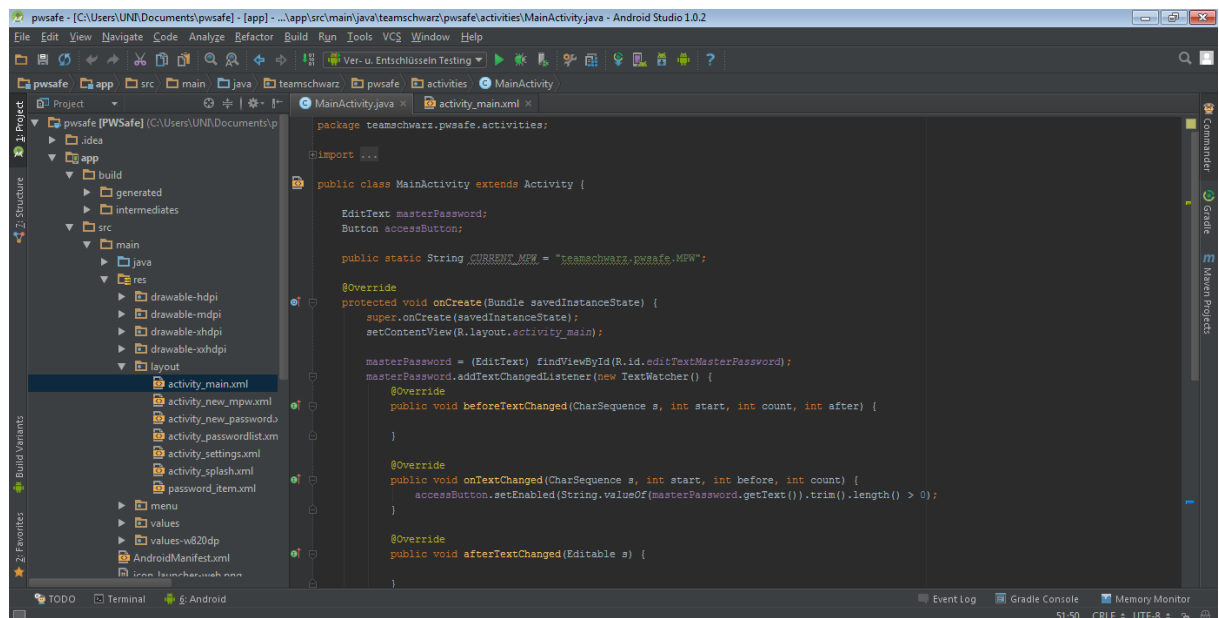 pwsafe - [C:\Users\UNI\Documents\pwsafe] - [app] - ...\app\src\main\java\teamschwarz\pwsafe\activities\MainActivity.java - Android Studio 1.0.2
File Edit View Navigate Code Analyze Refactor Build Run Tools VCS Window Help
Ver- u. Entschlüsseln Testing
pwsafe app src main java teamschwarz pwsafe activities MainActivity
Project
MainActivity.java
activity_main.xml
1: Project
Z: Structure
Build Variants
2: Favorites
pwsafe [PWSafe] (C:\Users\UNI\Documents\p
.idea
app
build
generated
intermediates
src
main
java
res
drawable-hdpi
drawable-mdpi
drawable-xhdpi
drawable-xxhdpi
layout
activity_main.xml
activity_new_mpw.xml
activity_new_password.x
activity_passwordlist.xm
activity_settings.xml
activity_splash.xml
password_item.xml
menu
values
values-w820dp
AndroidManifest.xml
icon_launcher-web.png
package teamschwarz.pwsafe.activities;
import ...
public class MainActivity extends Activity {
EditText masterPassword;
Button accessButton;
public static String CURRENT_MPW = "teamschwarz.pwsafe.MPW";
@Override
protected void onCreate(Bundle savedInstanceState) {
super.onCreate(savedInstanceState);
setContentView(R.layout.activity_main);
masterPassword = (EditText) findViewById(R.id.editTextMasterPassword);
masterPassword.addTextChangedListener(new TextWatcher() {
@Override
public void beforeTextChanged(CharSequence s, int start, int count, int after) {
}
@Override
public void onTextChanged(CharSequence s, int start, int before, int count) {
accessButton.setEnabled(String.valueOf(masterPassword.getText()).trim().length() > 0);
}
@Override
public void afterTextChanged(Editable s) {
}
Commander
Gradle
m Maven Projects
TODO Terminal 6: Android
Event Log Gradle Console Memory Monitor
51:50 CRLF UTF-8